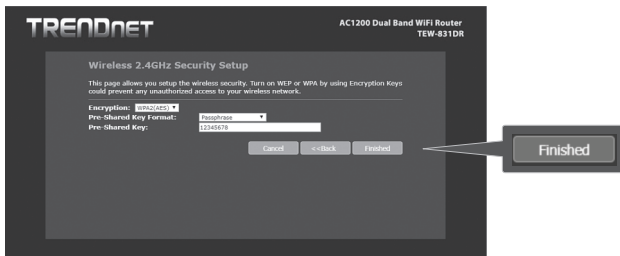 TRENDNET
AC1200 Dual Band WiFi Router
TEW-831DR
Wireless 2.4GHz Security Setup
This page allows you setup the wireless security. Turn on WEP or WPA by using Encryption Keys
could prevent any unauthorized access to your wireless network.
Encryption: WPA2(AES)
Pre-Shared Key Format: Passphrase
Pre-Shared Key: 12345678
Cancel <<Back Finished
Finished